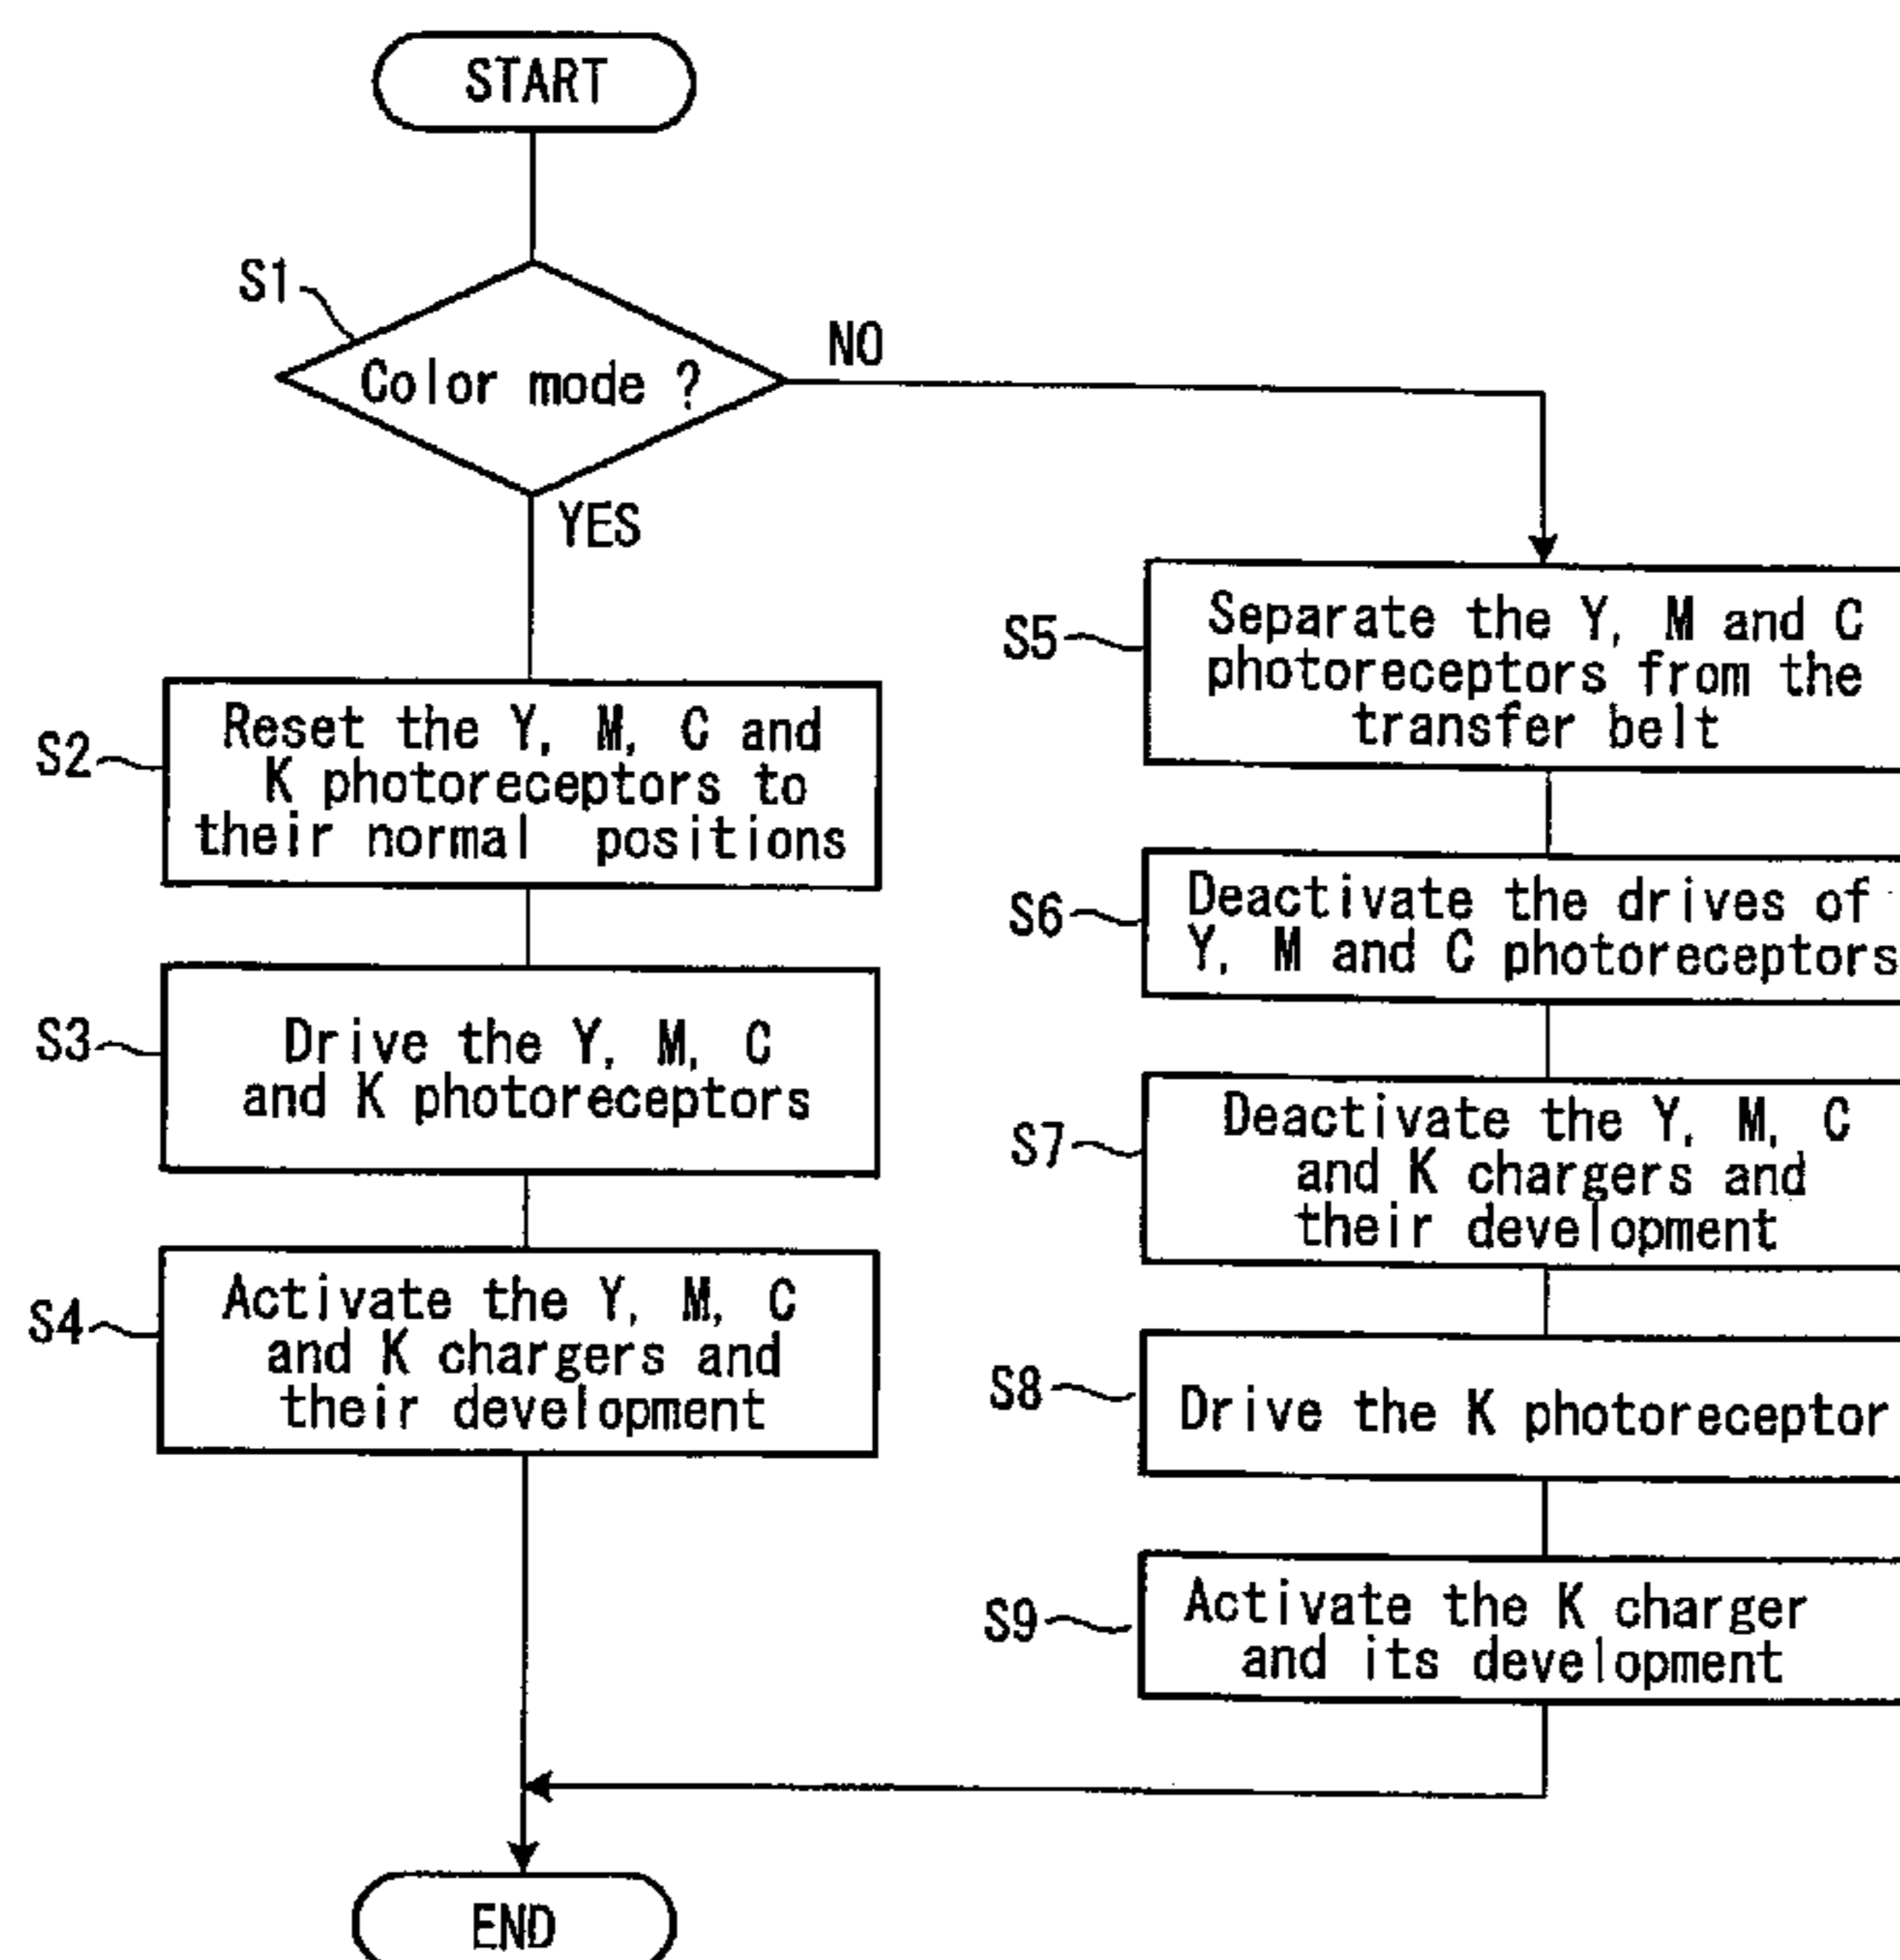 START
S1
Color mode ?
NO
YES
S2
Reset the Y, M, C and
K photoreceptors to
their normal positions
S3
Drive the Y, M, C
and K photoreceptors
S4
Activate the Y, M, C
and K chargers and
their development
S5
Separate the Y, M and C
photoreceptors from the
transfer belt
S6
Deactivate the drives of
Y, M and C photoreceptors
S7
Deactivate the Y, M, C
and K chargers and
their development
S8
Drive the K photoreceptor
S9
Activate the K charger
and its development
END